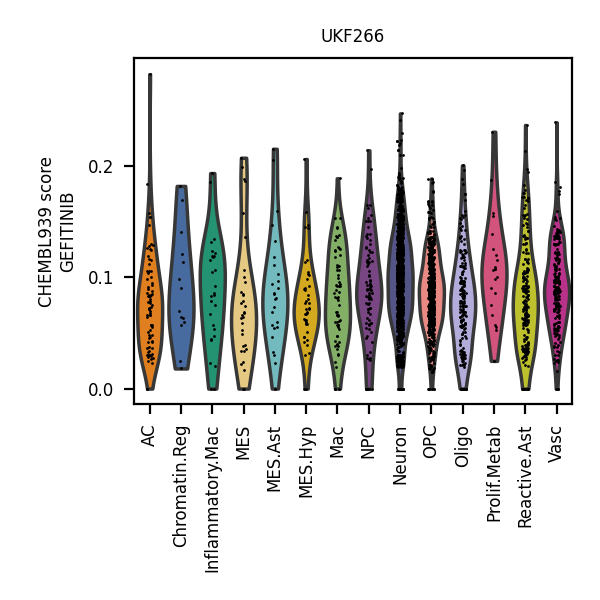 UKF266
CHEMBL939 score
GEFITINIB
0.2
0.1
0.0
AC
Chromatin.Reg
Inflammatory.Mac
MES
MES.Ast
MES.Hyp
Mac
NPC
Neuron
OPC
Oligo
Prolif.Metab
Reactive.Ast
Vasc